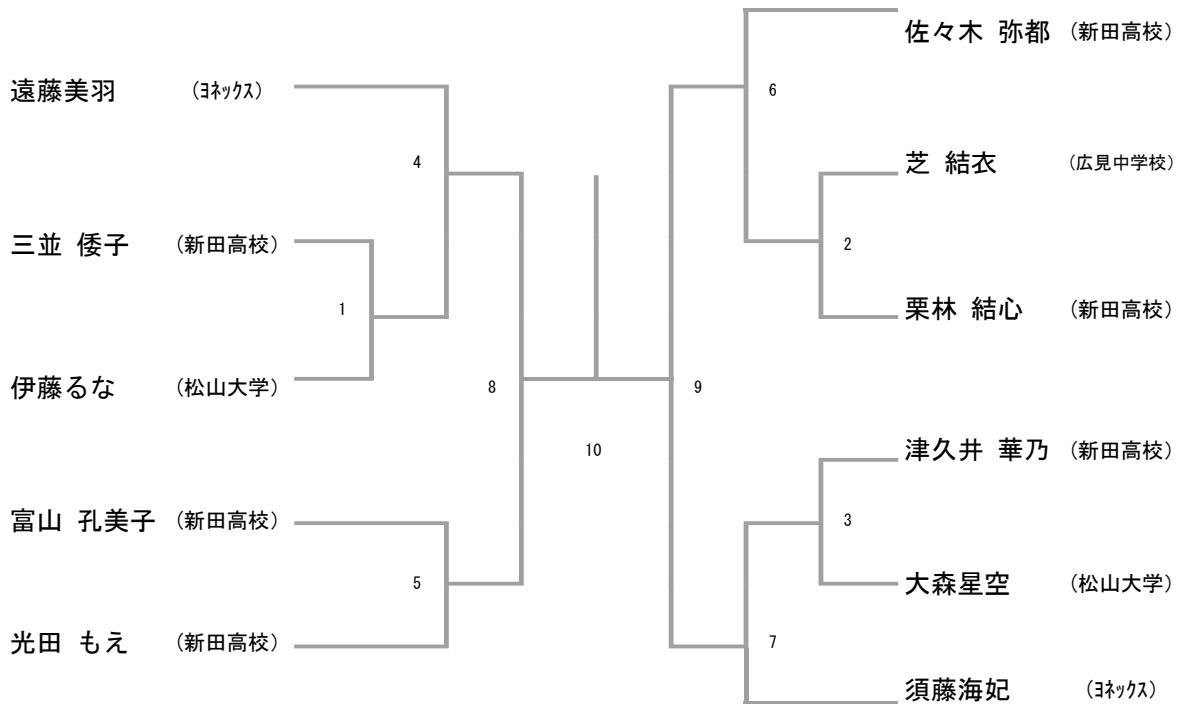 遠藤美羽 (ﾖﾈｯｸｽ)
4
三並 倭子 (新田高校)
1
伊藤るな (松山大学)
8
富山 孔美子 (新田高校)
5
光田 もえ (新田高校)
10
佐々木 弥都 (新田高校)
6
芝 結衣 (広見中学校)
2
栗林 結心 (新田高校)
9
津久井 華乃 (新田高校)
3
大森星空 (松山大学)
7
須藤海妃 (ﾖﾈｯｸｽ)